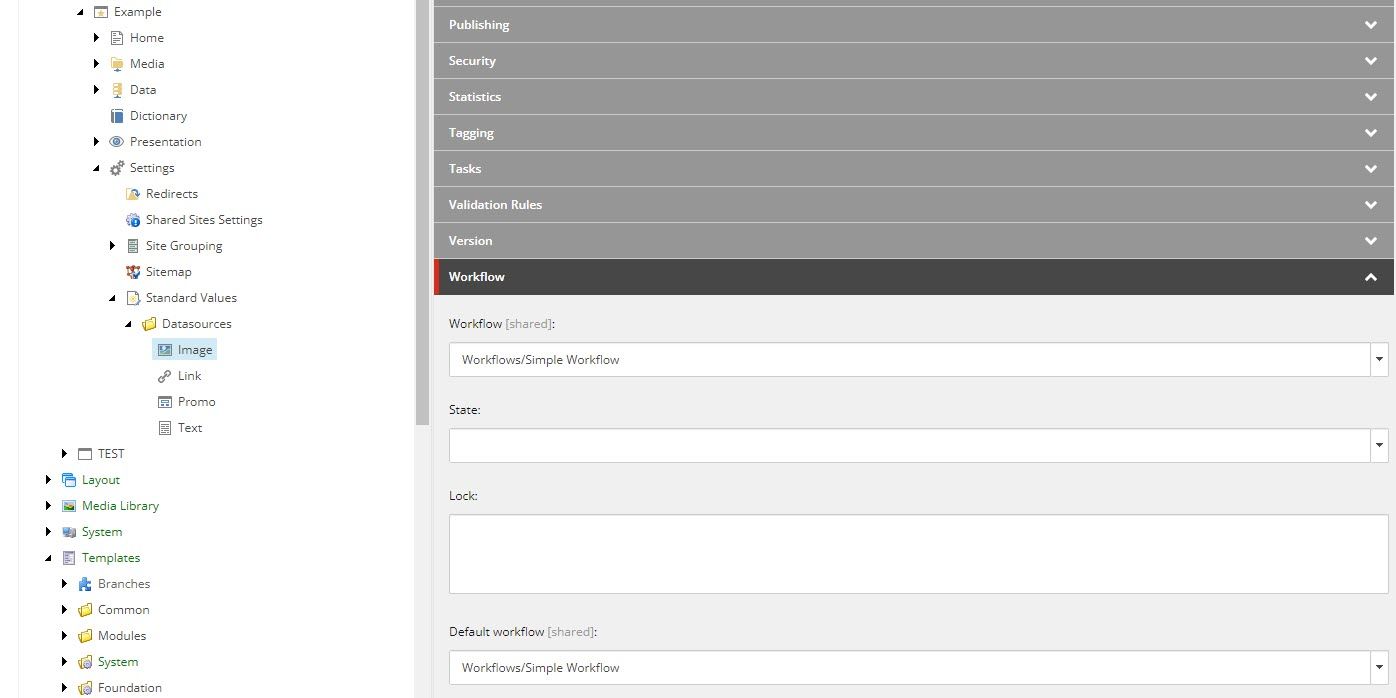 Example
Home
Media
Data
Dictionary
Presentation
Settings
Redirects
Shared Sites Settings
Site Grouping
Sitemap
Standard Values
Datasources
Image
Link
Promo
Text
TEST
Layout
Media Library
System
Templates
Branches
Common
Modules
System
Foundation
Publishing
Security
Statistics
Tagging
Tasks
Validation Rules
Version
Workflow
Workflow [shared]:
Workflows/Simple Workflow
State:
Lock:
Default workflow [shared]:
Workflows/Simple Workflow